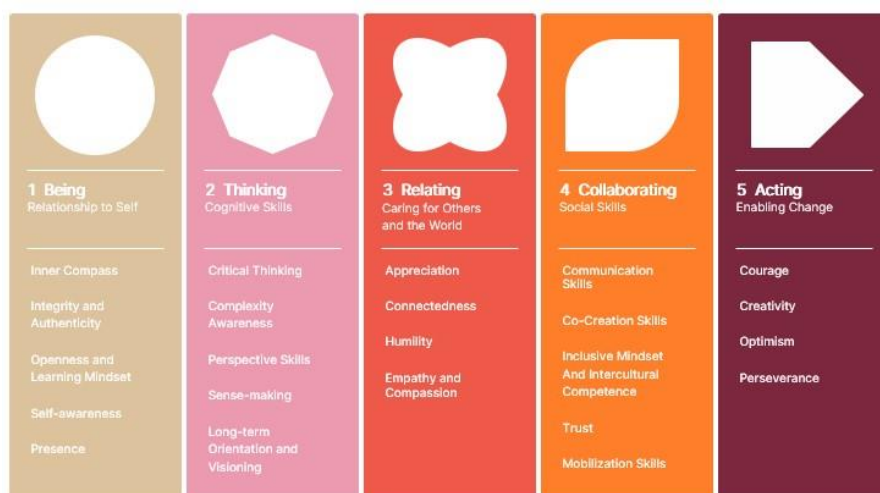 1 Being
Relationship to Self
Inner Compass
Integrity and
Authenticity
Openness and
Learning Mindset
Self-awareness
Presence
2 Thinking
Cognitive Skills
Critical Thinking
Complexity
Awareness
Perspective Skills
Sense-making
Long-term
Orientation and
Visioning
3 Relating
Caring for Others
and the World
Appreciation
Connectedness
Humility
Empathy and
Compassion
4 Collaborating
Social Skills
Communication
Skills
Co-Creation Skills
Inclusive Mindset
And Intercultural
Competence
Trust
Mobilization Skills
5 Acting
Enabling Change
Courage
Creativity
Optimism
Perseverance